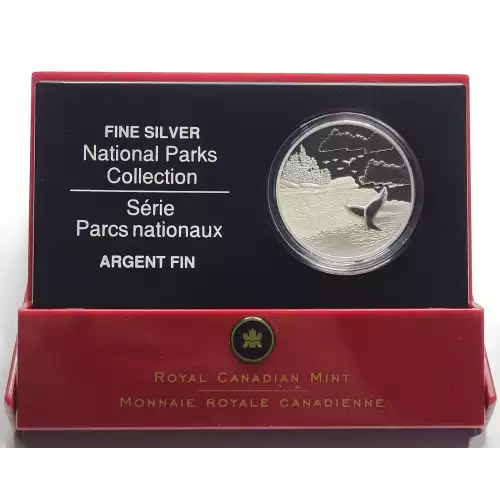 FINE SILVER
National Parks
Collection
Série
Parcs nationaux
ARGENT FIN
ROYAL CANADIAN MINT
MONNAIE ROYALE CANADIENNE